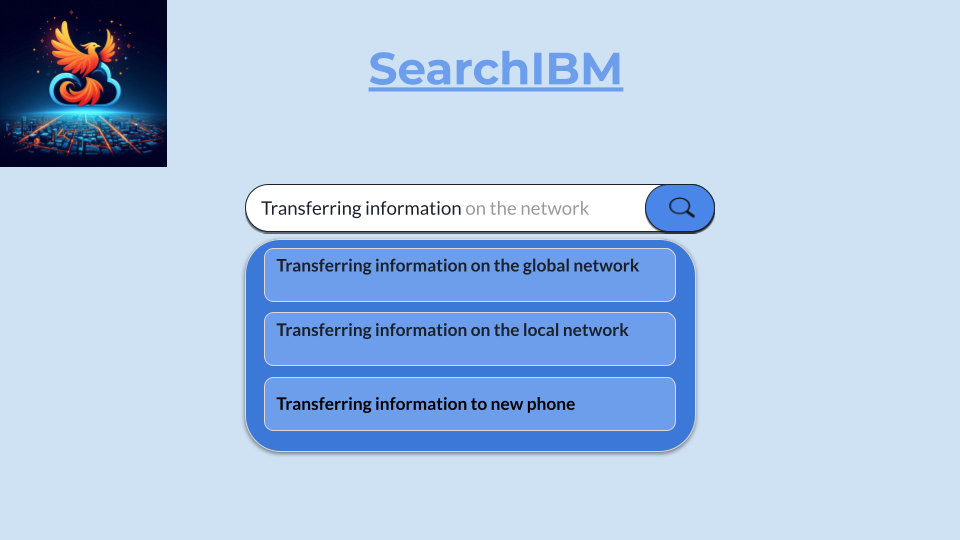 SearchIBM
Transferring information on the network
Transferring information on the global network
Transferring information on the local network
Transferring information to new phone